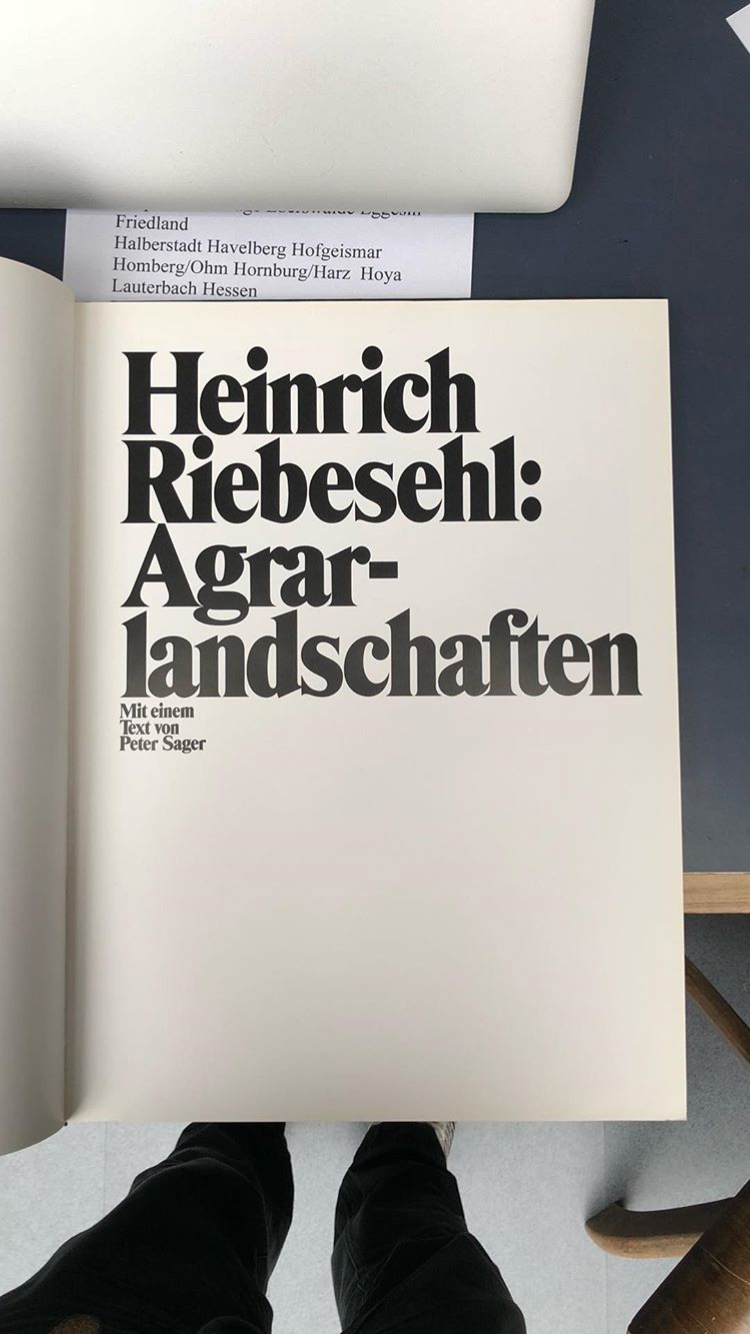 Eggesin
Friedland
Halberstadt Havelberg Hofgeismar
Homberg/Ohm Hornburg/Harz Hoya
Lauterbach Hessen
Heinrich
Riebesehl:
Agrar-
landschaften
Mit einem
Text von
Peter Sager